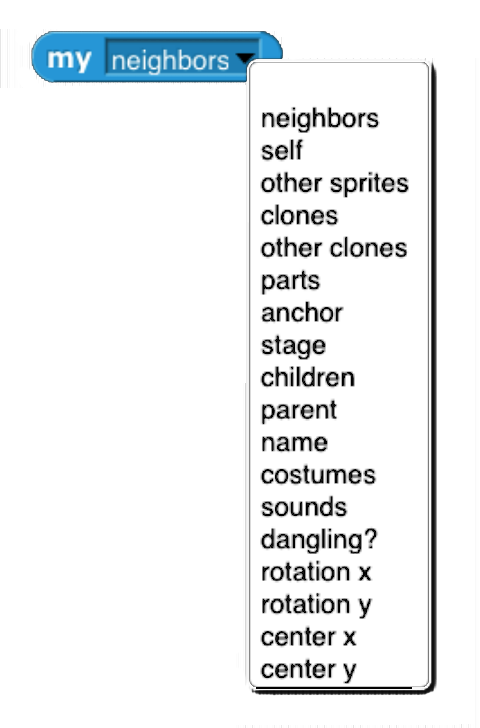 my neighbors
neighbors
self
other sprites
clones
other clones
parts
anchor
stage
children
parent
name
costumes
sounds
dangling?
rotation x
rotation y
center x
center y